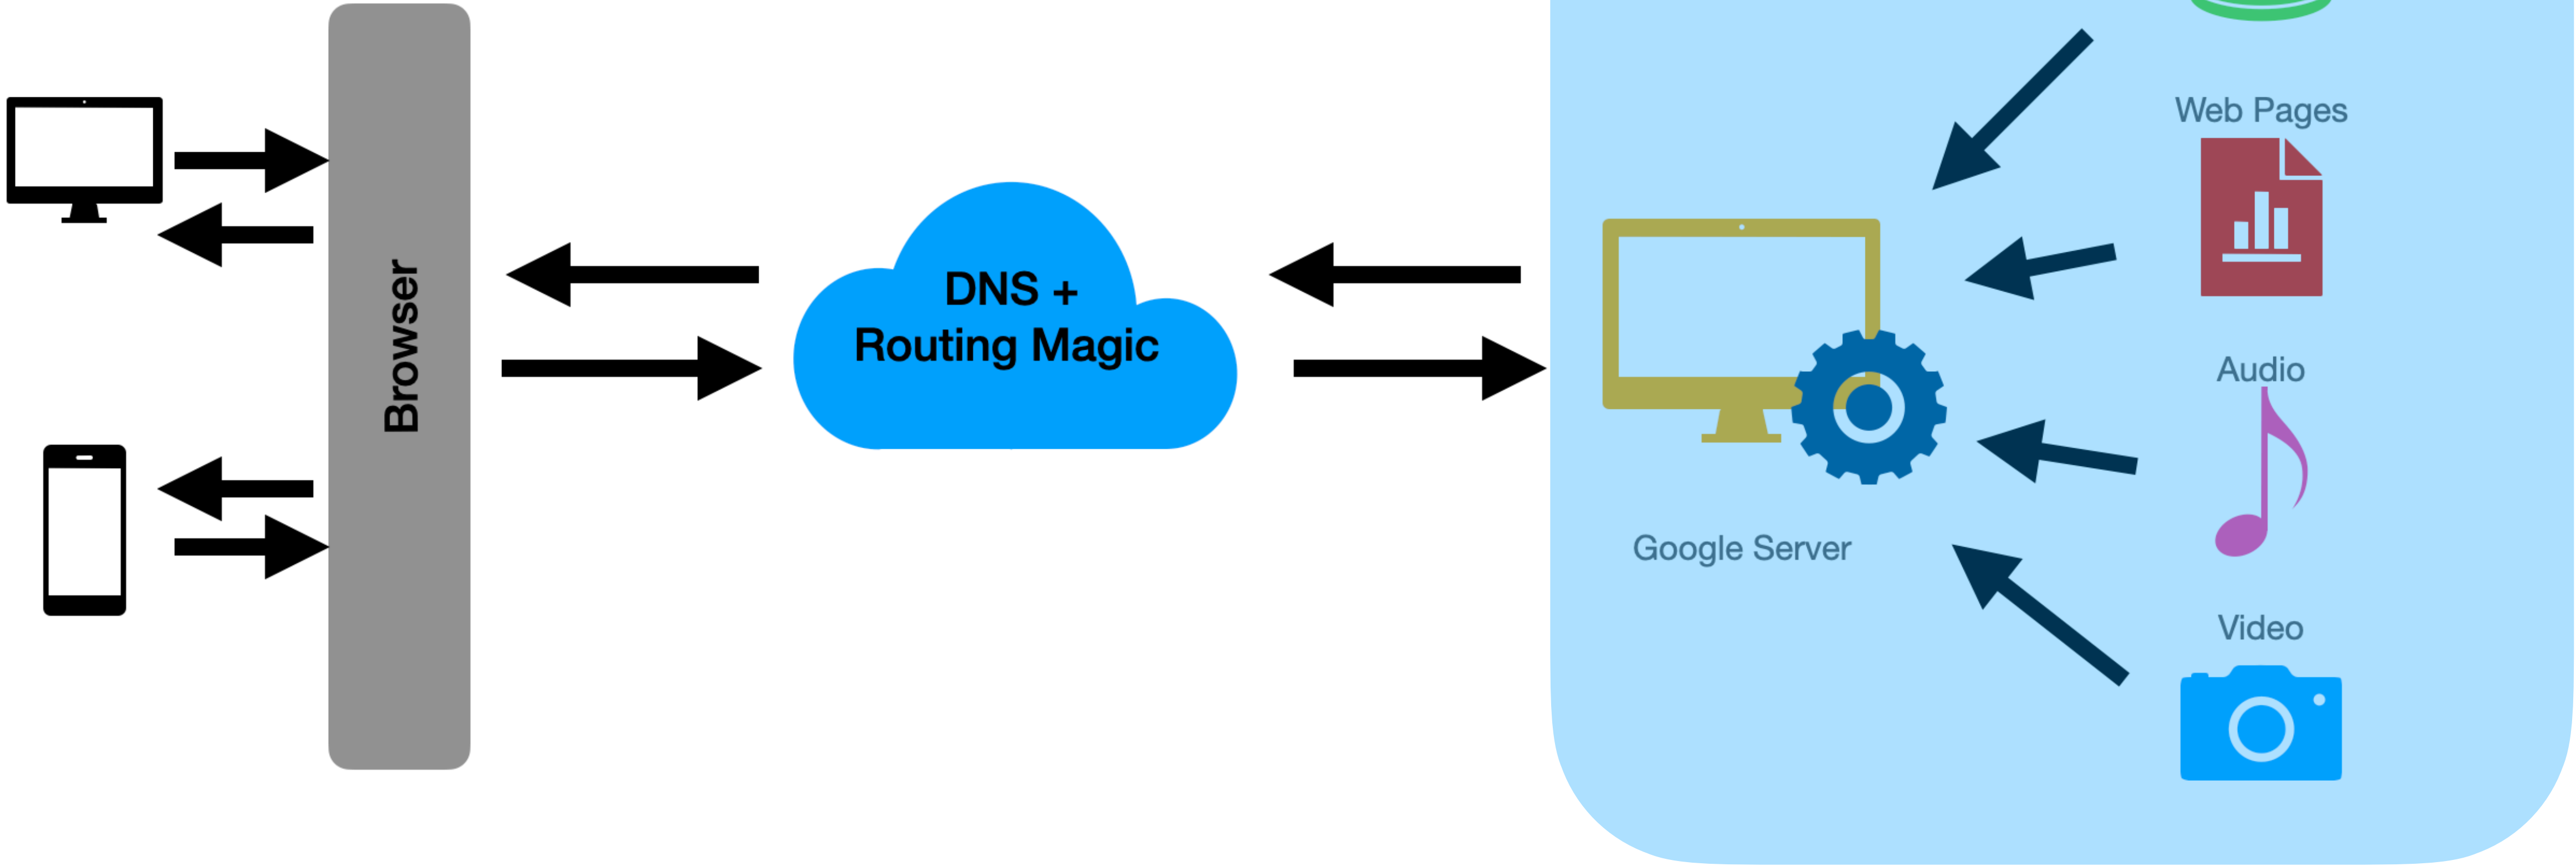 Browser
DNS +
Routing Magic
Google Server
Web Pages
Audio
Video